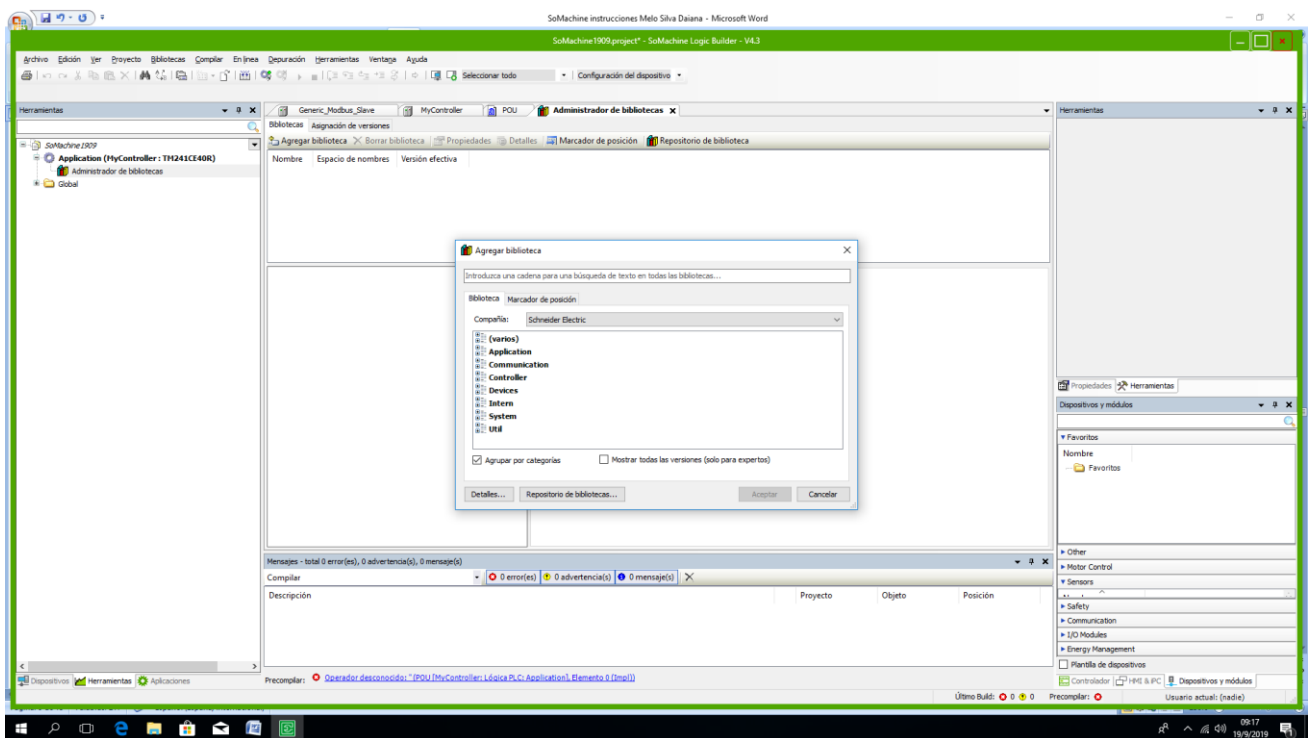 SoMachine instrucciones Melo Silva Daiana - Microsoft Word
SoMachine1909.project* - SoMachine Logic Builder - V4.3
Archivo Edición Ver Proyecto Bibliotecas Compilar En línea Depuración Herramientas Ventana Ayuda
Seleccionar todo Configuración del dispositivo
Herramientas
Generic_Modbus_Slave MyController POU Administrador de bibliotecas
Herramientas
Bibliotecas Asignación de versiones
Agregar biblioteca Borrar biblioteca Propiedades Detalles Marcador de posición Repositorio de biblioteca
SoMachine1909
Application (MyController : TM241CE40R)
Administrador de bibliotecas
Global
Nombre Espacio de nombres Versión efectiva
Agregar biblioteca
Introduzca una cadena para una búsqueda de texto en todas las bibliotecas...
Biblioteca Marcador de posición
Compañía: Schneider Electric
(varios)
Application
Communication
Controller
Devices
Intern
System
Util
Agrupar por categorías Mostrar todas las versiones (solo para expertos)
Detalles... Repositorio de bibliotecas... Aceptar Cancelar
Propiedades Herramientas
Dispositivos y módulos
Favoritos
Nombre
Favoritos
Other
Motor Control
Sensors
Safety
Communication
I/O Modules
Energy Management
Plantilla de dispositivos
Controlador HMI & iPC Dispositivos y módulos
Mensajes - total 0 error(es), 0 advertencia(s), 0 mensaje(s)
Compilar 0 error(es) 0 advertencia(s) 0 mensaje(s)
Descripción Proyecto Objeto Posición
Dispositivos Herramientas Aplicaciones
Precompilar: Operador desconocido: '' (POU [MyController: Lógica PLC: Application], Elemento 0 (Impl))
Último Build: 0 0 Precompilar: Usuario actual: (nadie)
09:17
19/9/2019